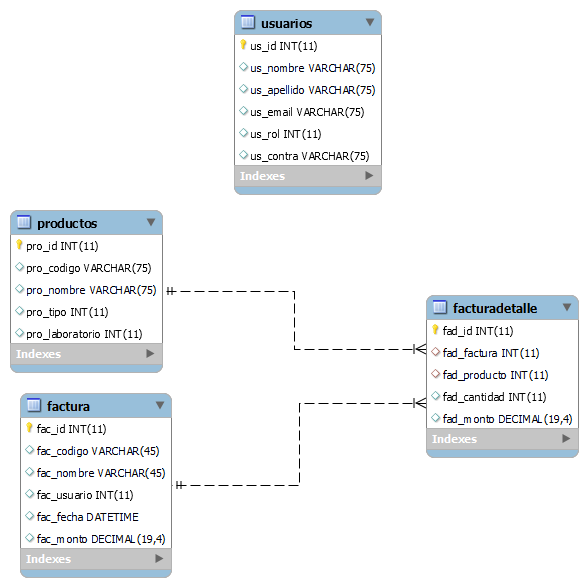 usuarios
us_id INT(11)
us_nombre VARCHAR(75)
us_apellido VARCHAR(75)
us_email VARCHAR(75)
us_rol INT(11)
us_contra VARCHAR(75)
Indexes
productos
pro_id INT(11)
pro_codigo VARCHAR(75)
pro_nombre VARCHAR(75)
pro_tipo INT(11)
pro_laboratorio INT(11)
Indexes
facturadetalle
fad_id INT(11)
fad_factura INT(11)
fad_producto INT(11)
fad_cantidad INT(11)
fad_monto DECIMAL(19,4)
Indexes
factura
fac_id INT(11)
fac_codigo VARCHAR(45)
fac_nombre VARCHAR(45)
fac_usuario INT(11)
fac_fecha DATETIME
fac_monto DECIMAL(19,4)
Indexes